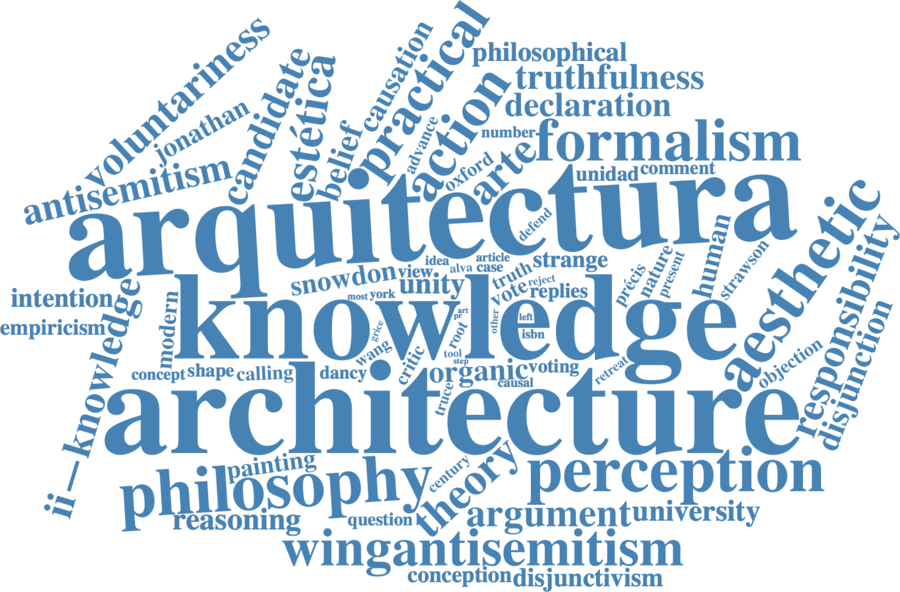 philosophical
truthfulness
declaration
voluntariness
jonathan
antisemitism
candidate
estética
belief
causation
practical
advance
action
number
oxford
arte
formalism
unidad comment
arquitectura
defend
idea article
alva case
snowdon view. unity
truth strange
vote reject
replies
précis
nature
present
human
strawson
aesthetic
responsibility
disjunction
objection
intention
empiricism
ii—knowledge
modern
most york
knowledge
grice
wang
critic
root
art
pr
tool
step
other
left
isbn
concept shape calling
dancy
organic
causal
voting
retreat
truce
architecture
philosophy
painting
reasoning
question
century
theory
perception
argument university
wingantisemitism
conception disjunctivism